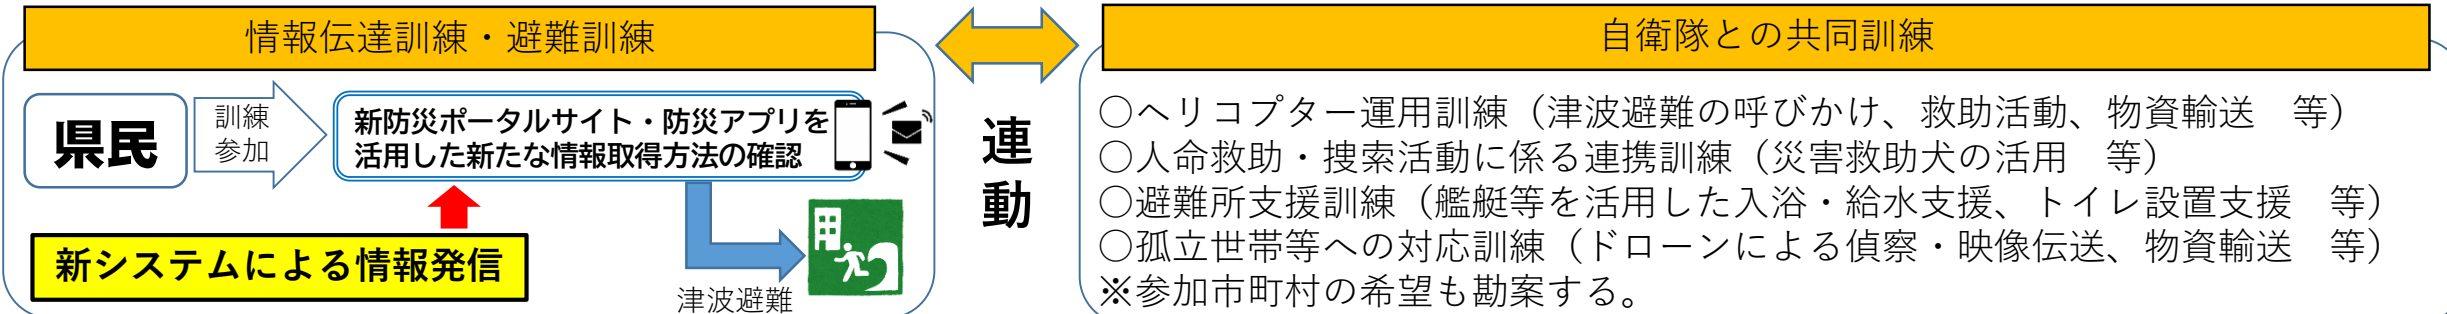 情報伝達訓練・避難訓練
県民
訓練
参加
新防災ポータルサイト・防災アプリを
活用した新たな情報取得方法の確認
新システムによる情報発信
津波避難
連
動
自衛隊との共同訓練
○ヘリコプター運用訓練（津波避難の呼びかけ、救助活動、物資輸送　等）
○人命救助・捜索活動に係る連携訓練（災害救助犬の活用　等）
○避難所支援訓練（艦艇等を活用した入浴・給水支援、トイレ設置支援　等）
○孤立世帯等への対応訓練（ドローンによる偵察・映像伝送、物資輸送　等）
※参加市町村の希望も勘案する。